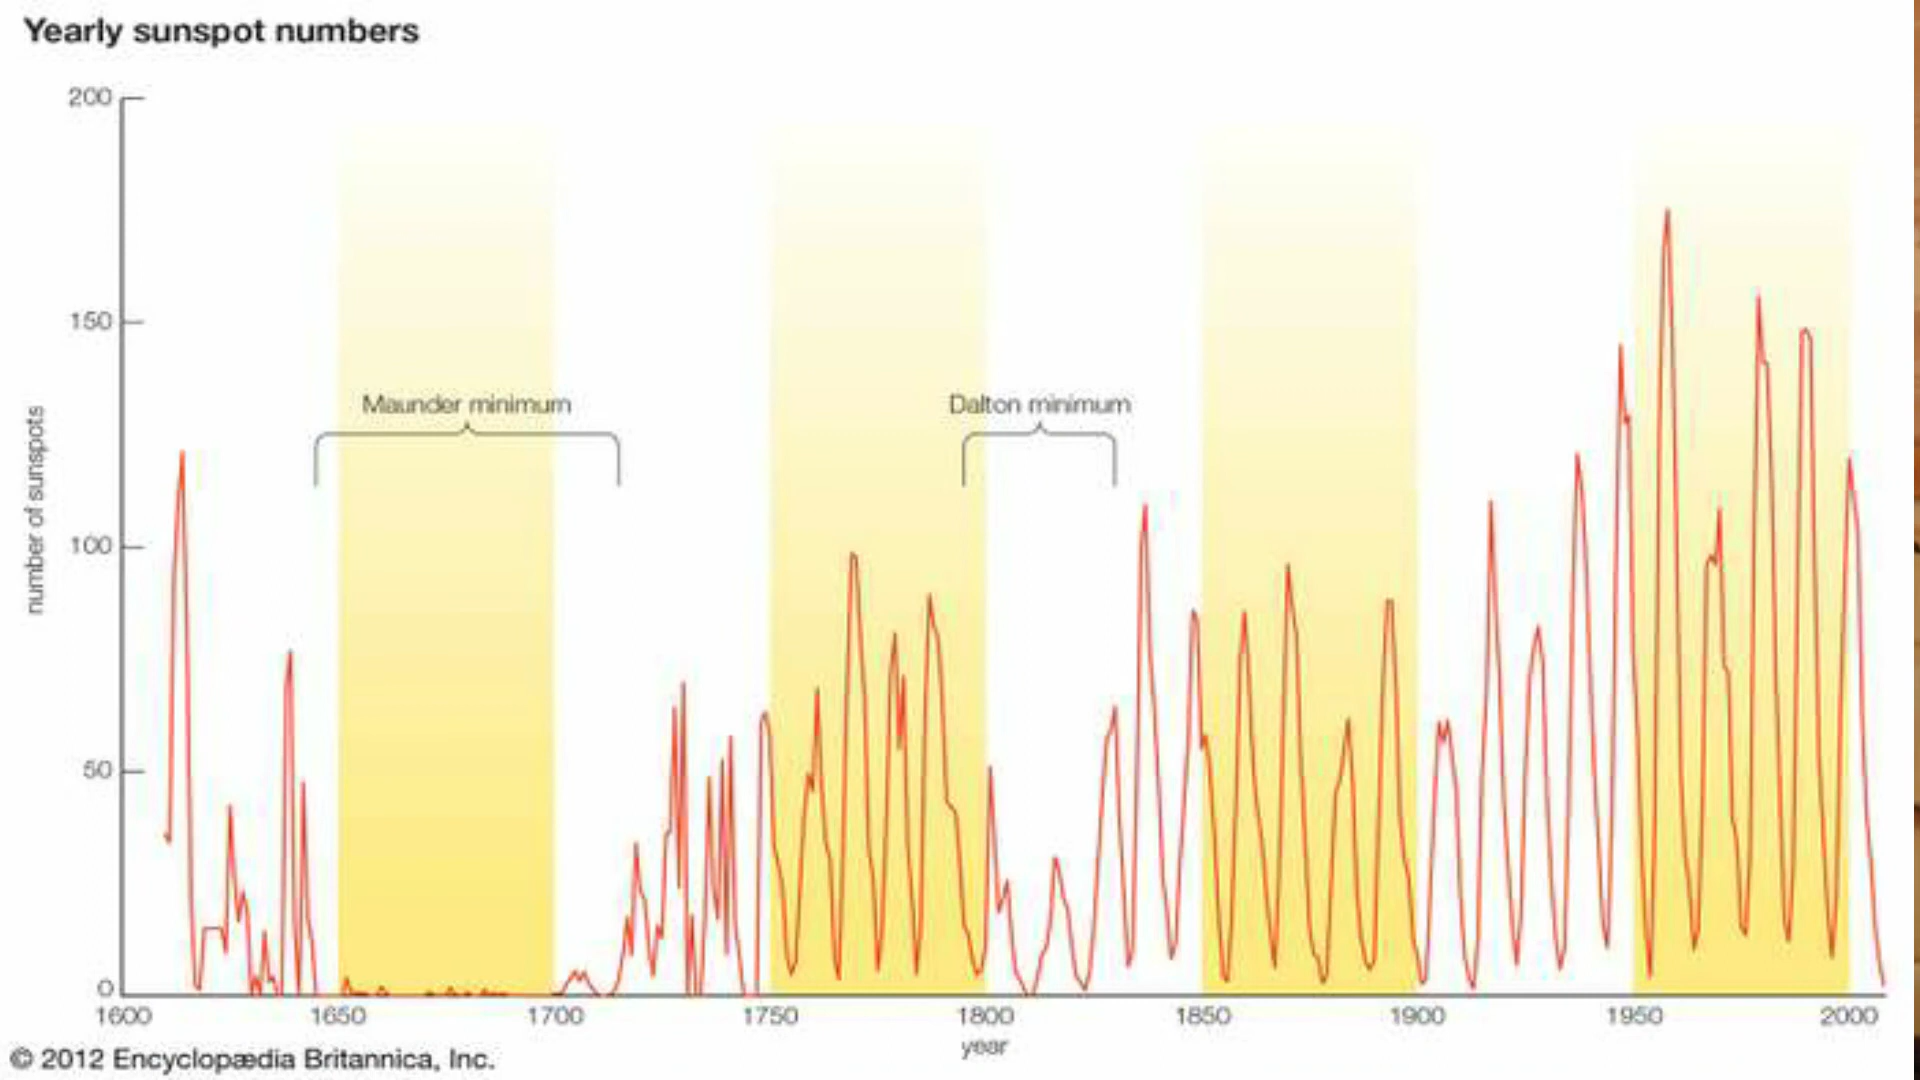 Yearly sunspot numbers
200
150
100
50
0
number of sunspots
Maunder minimum
Dalton minimum
1600 1650 1700 1750 1800 1850 1900 1950 2000
year
© 2012 Encyclopædia Britannica, Inc.